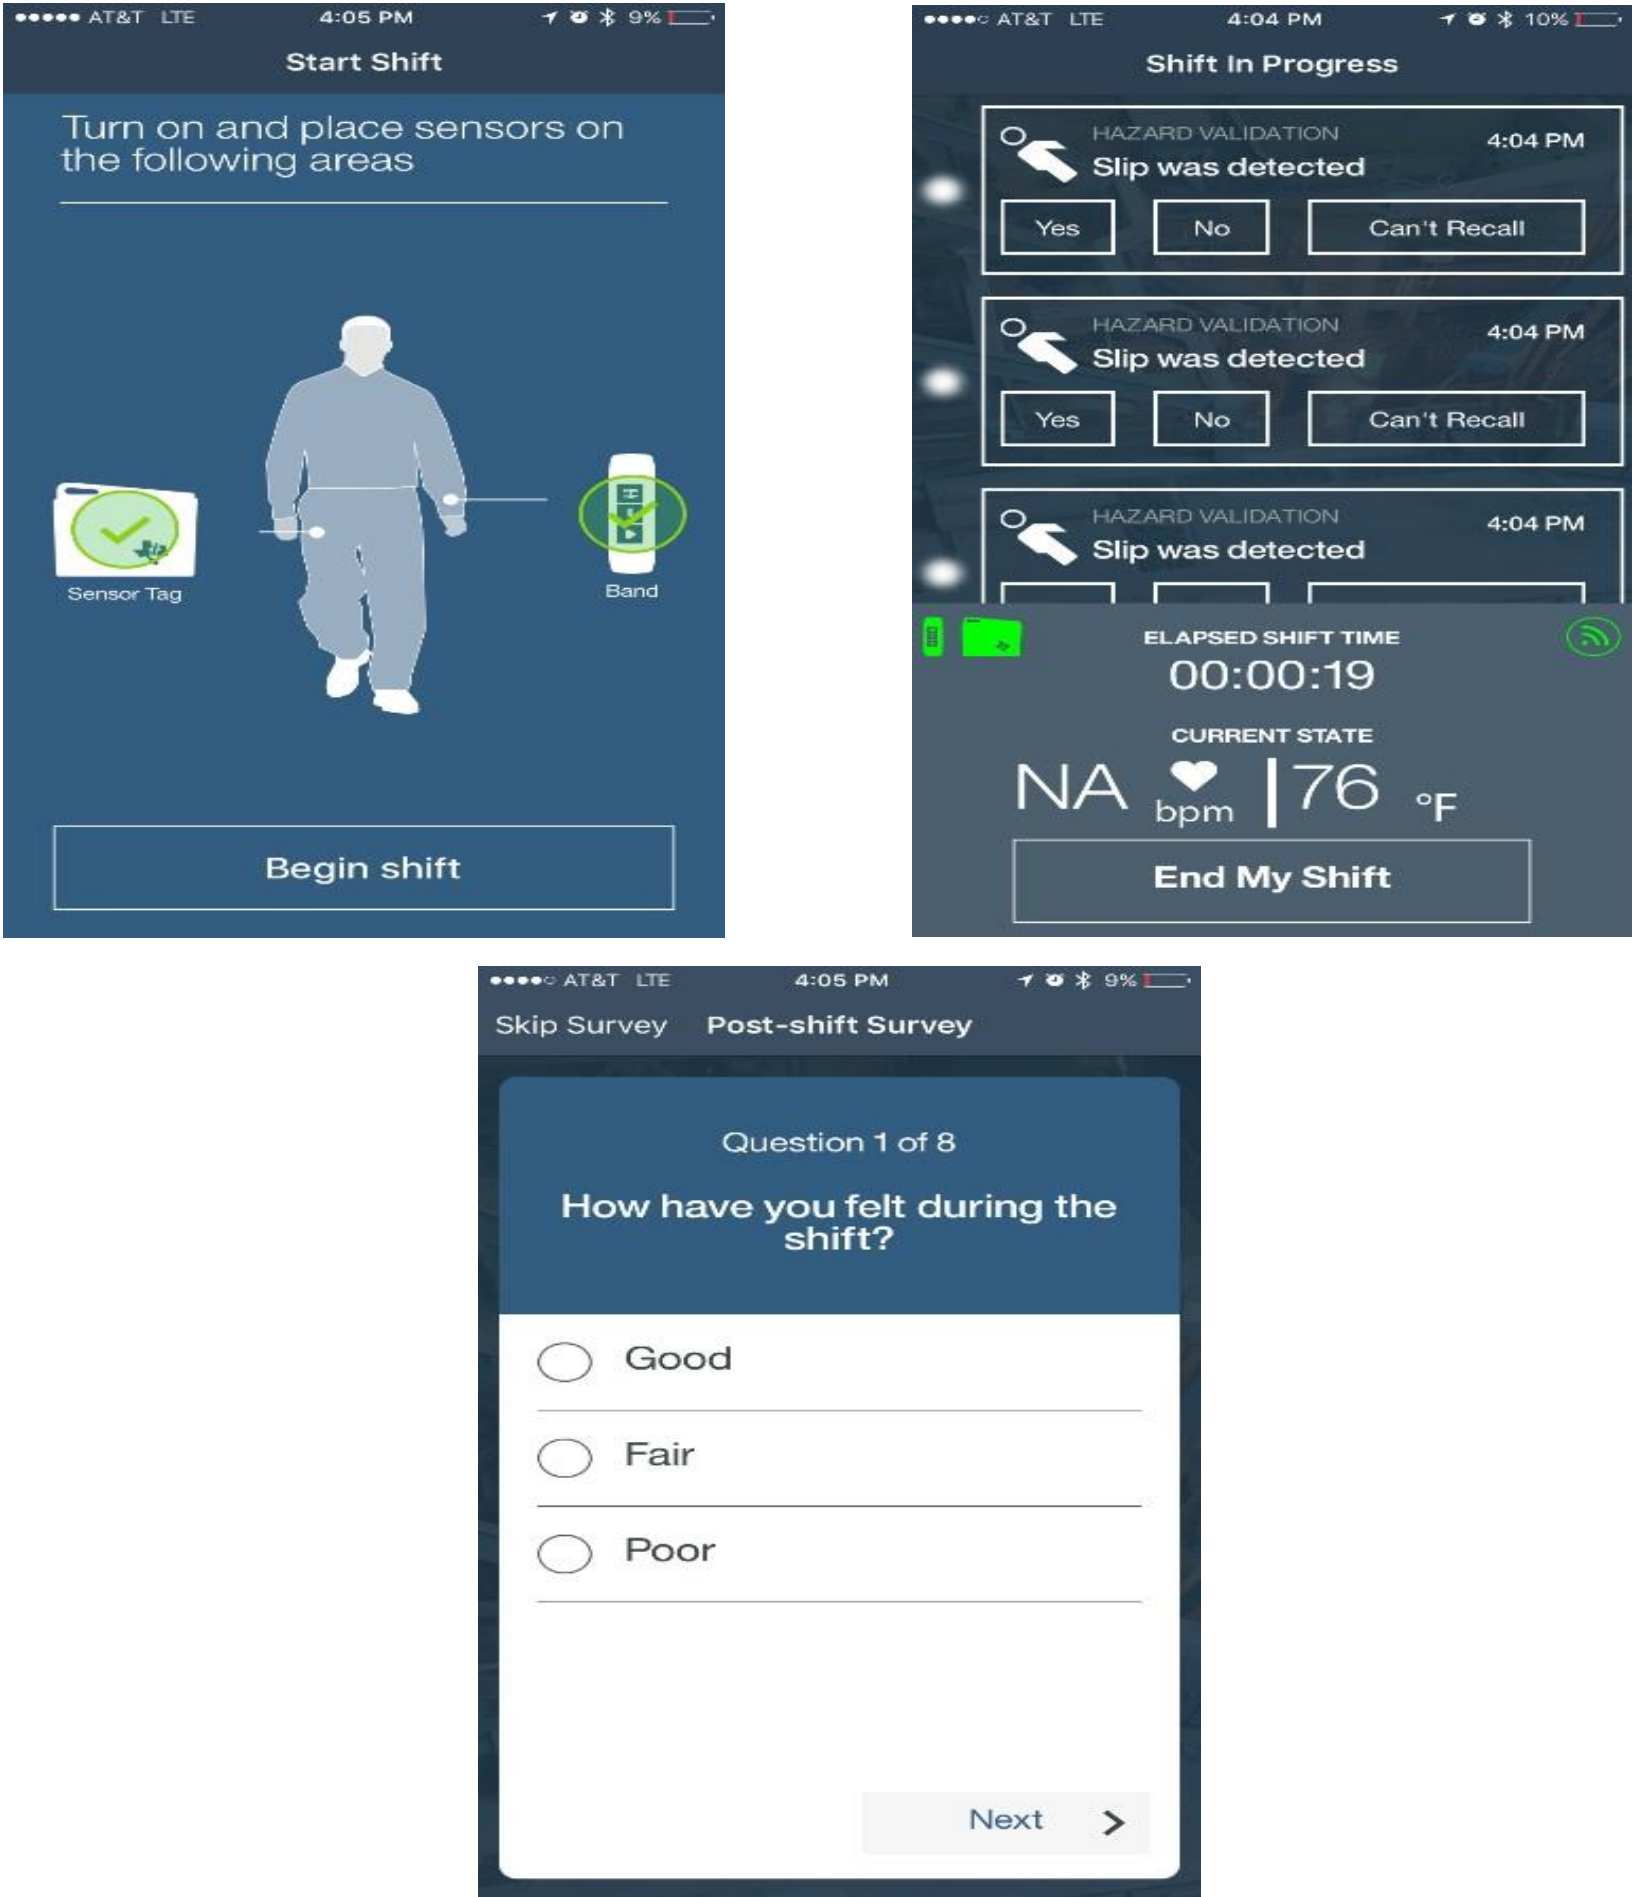 AT&T LTE 4:05 PM 9%
Start Shift
Turn on and place sensors on
the following areas
Sensor Tag
Band
Begin shift
AT&T LTE 4:04 PM 10%
Shift In Progress
HAZARD VALIDATION 4:04 PM
Slip was detected
Yes No Can't Recall
HAZARD VALIDATION 4:04 PM
Slip was detected
Yes No Can't Recall
HAZARD VALIDATION 4:04 PM
Slip was detected
ELAPSED SHIFT TIME
00:00:19
CURRENT STATE
NA bpm |76 °F
End My Shift
AT&T LTE 4:05 PM 9%
Skip Survey Post-shift Survey
Question 1 of 8
How have you felt during the
shift?
Good
Fair
Poor
Next >